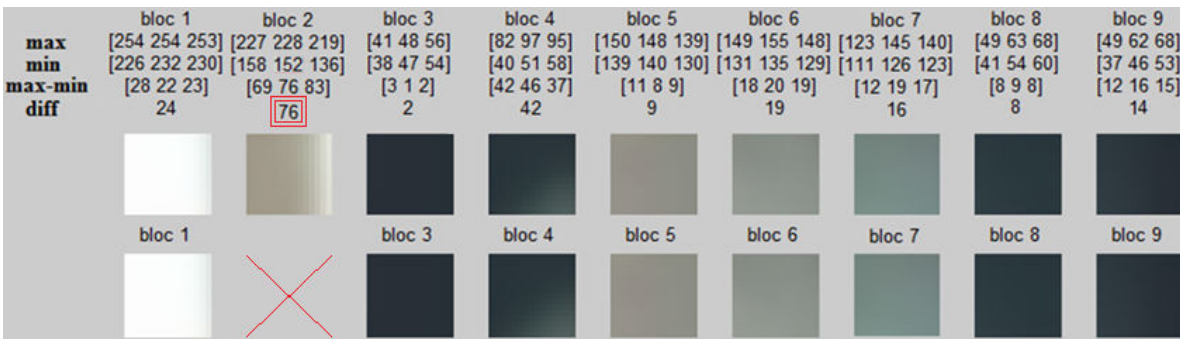 bloc 1 bloc 2 bloc 3 bloc 4 bloc 5 bloc 6 bloc 7 bloc 8 bloc 9
max [254 254 253] [227 228 219] [41 48 56] [82 97 95] [150 148 139] [149 155 148] [123 145 140] [49 63 68] [49 62 68]
min [226 232 230] [158 152 136] [38 47 54] [40 51 58] [139 140 130] [131 135 129] [111 126 123] [41 54 60] [37 46 53]
max-min [28 22 23] [69 76 83] [3 1 2] [42 46 37] [11 8 9] [18 20 19] [12 19 17] [8 9 8] [12 16 15]
diff 24 76 2 42 9 19 16 8 14
bloc 1 bloc 3 bloc 4 bloc 5 bloc 6 bloc 7 bloc 8 bloc 9